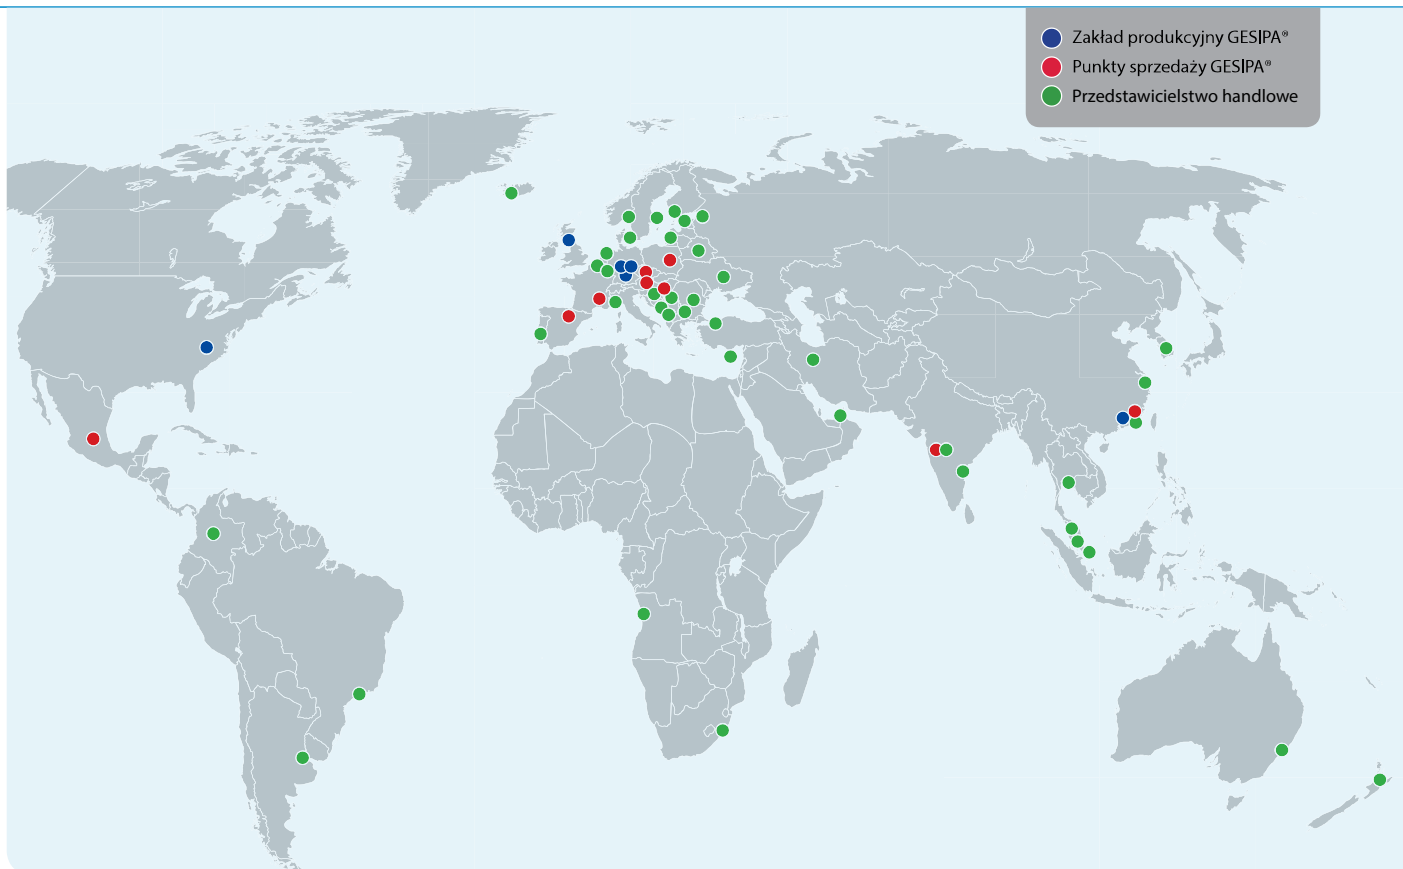 Zakład produkcyjny GESIPA®
Punkty sprzedaży GESIPA®
Przedstawicielstwo handlowe